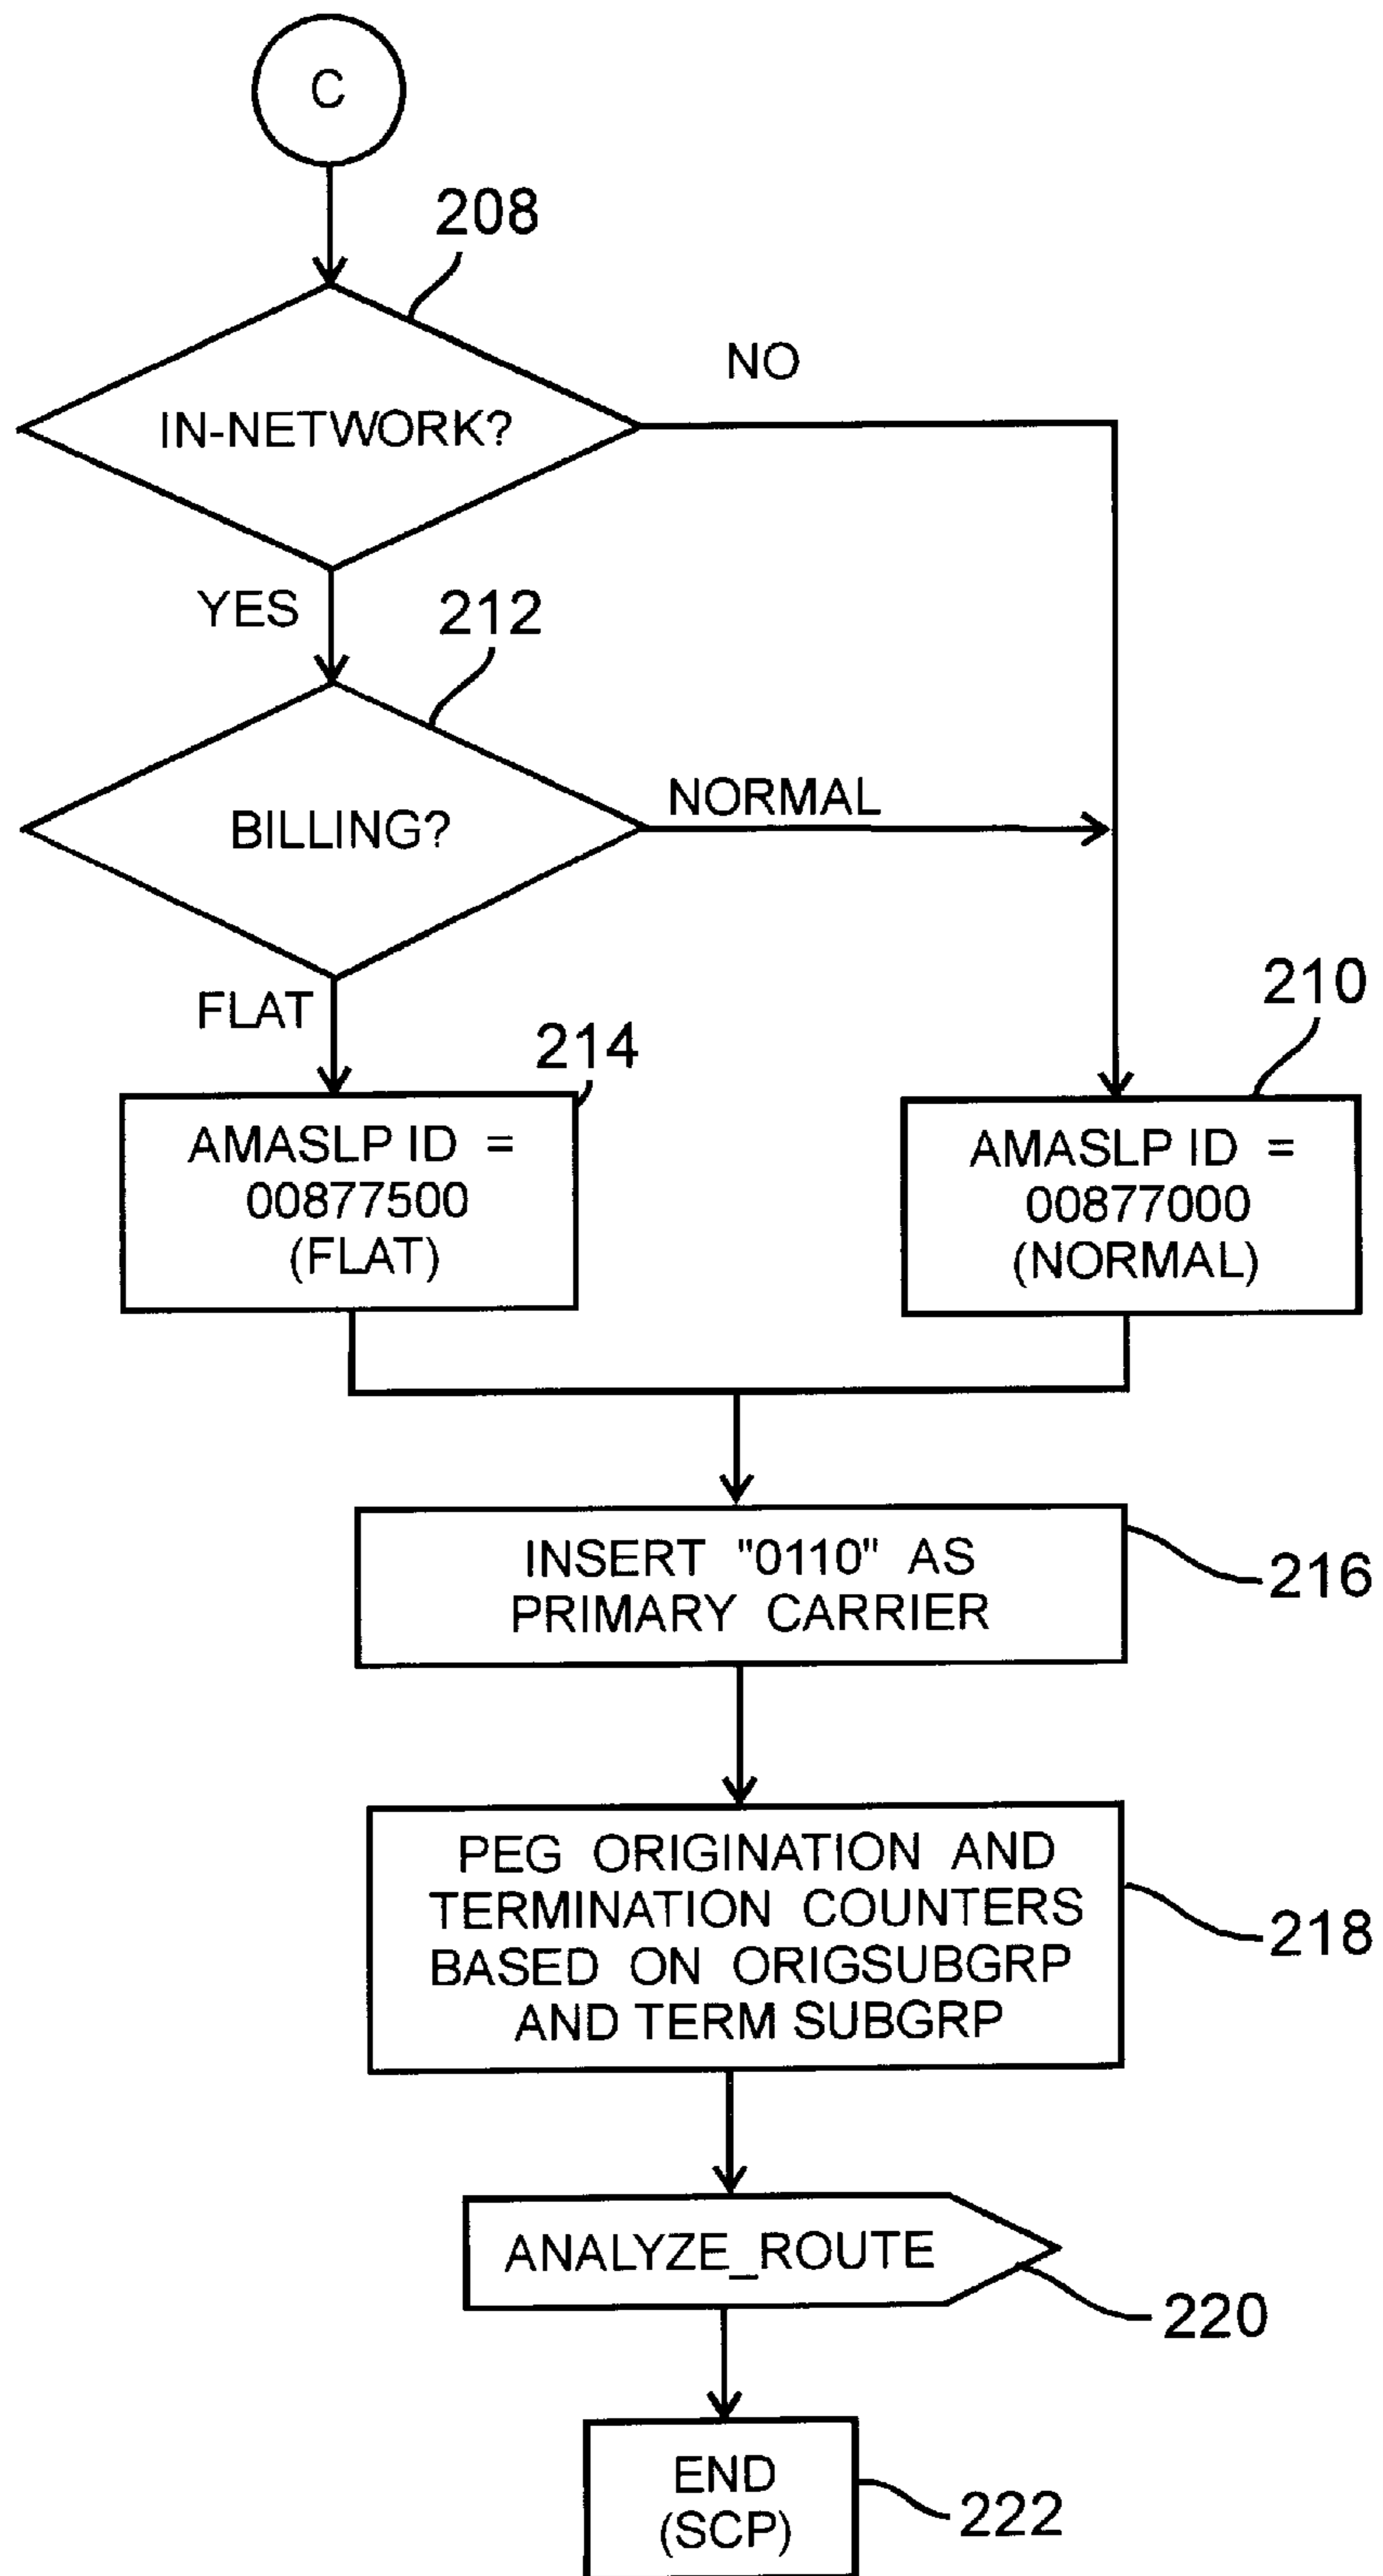 C
208
NO
IN-NETWORK?
YES
212
NORMAL
BILLING?
FLAT
214
210
AMASLP ID =
00877500
(FLAT)
AMASLP ID =
00877000
(NORMAL)
INSERT "0110" AS
PRIMARY CARRIER
216
PEG ORIGINATION AND
TERMINATION COUNTERS
BASED ON ORIGSUBGRP
AND TERM SUBGRP
218
ANALYZE_ROUTE
220
END
(SCP)
222